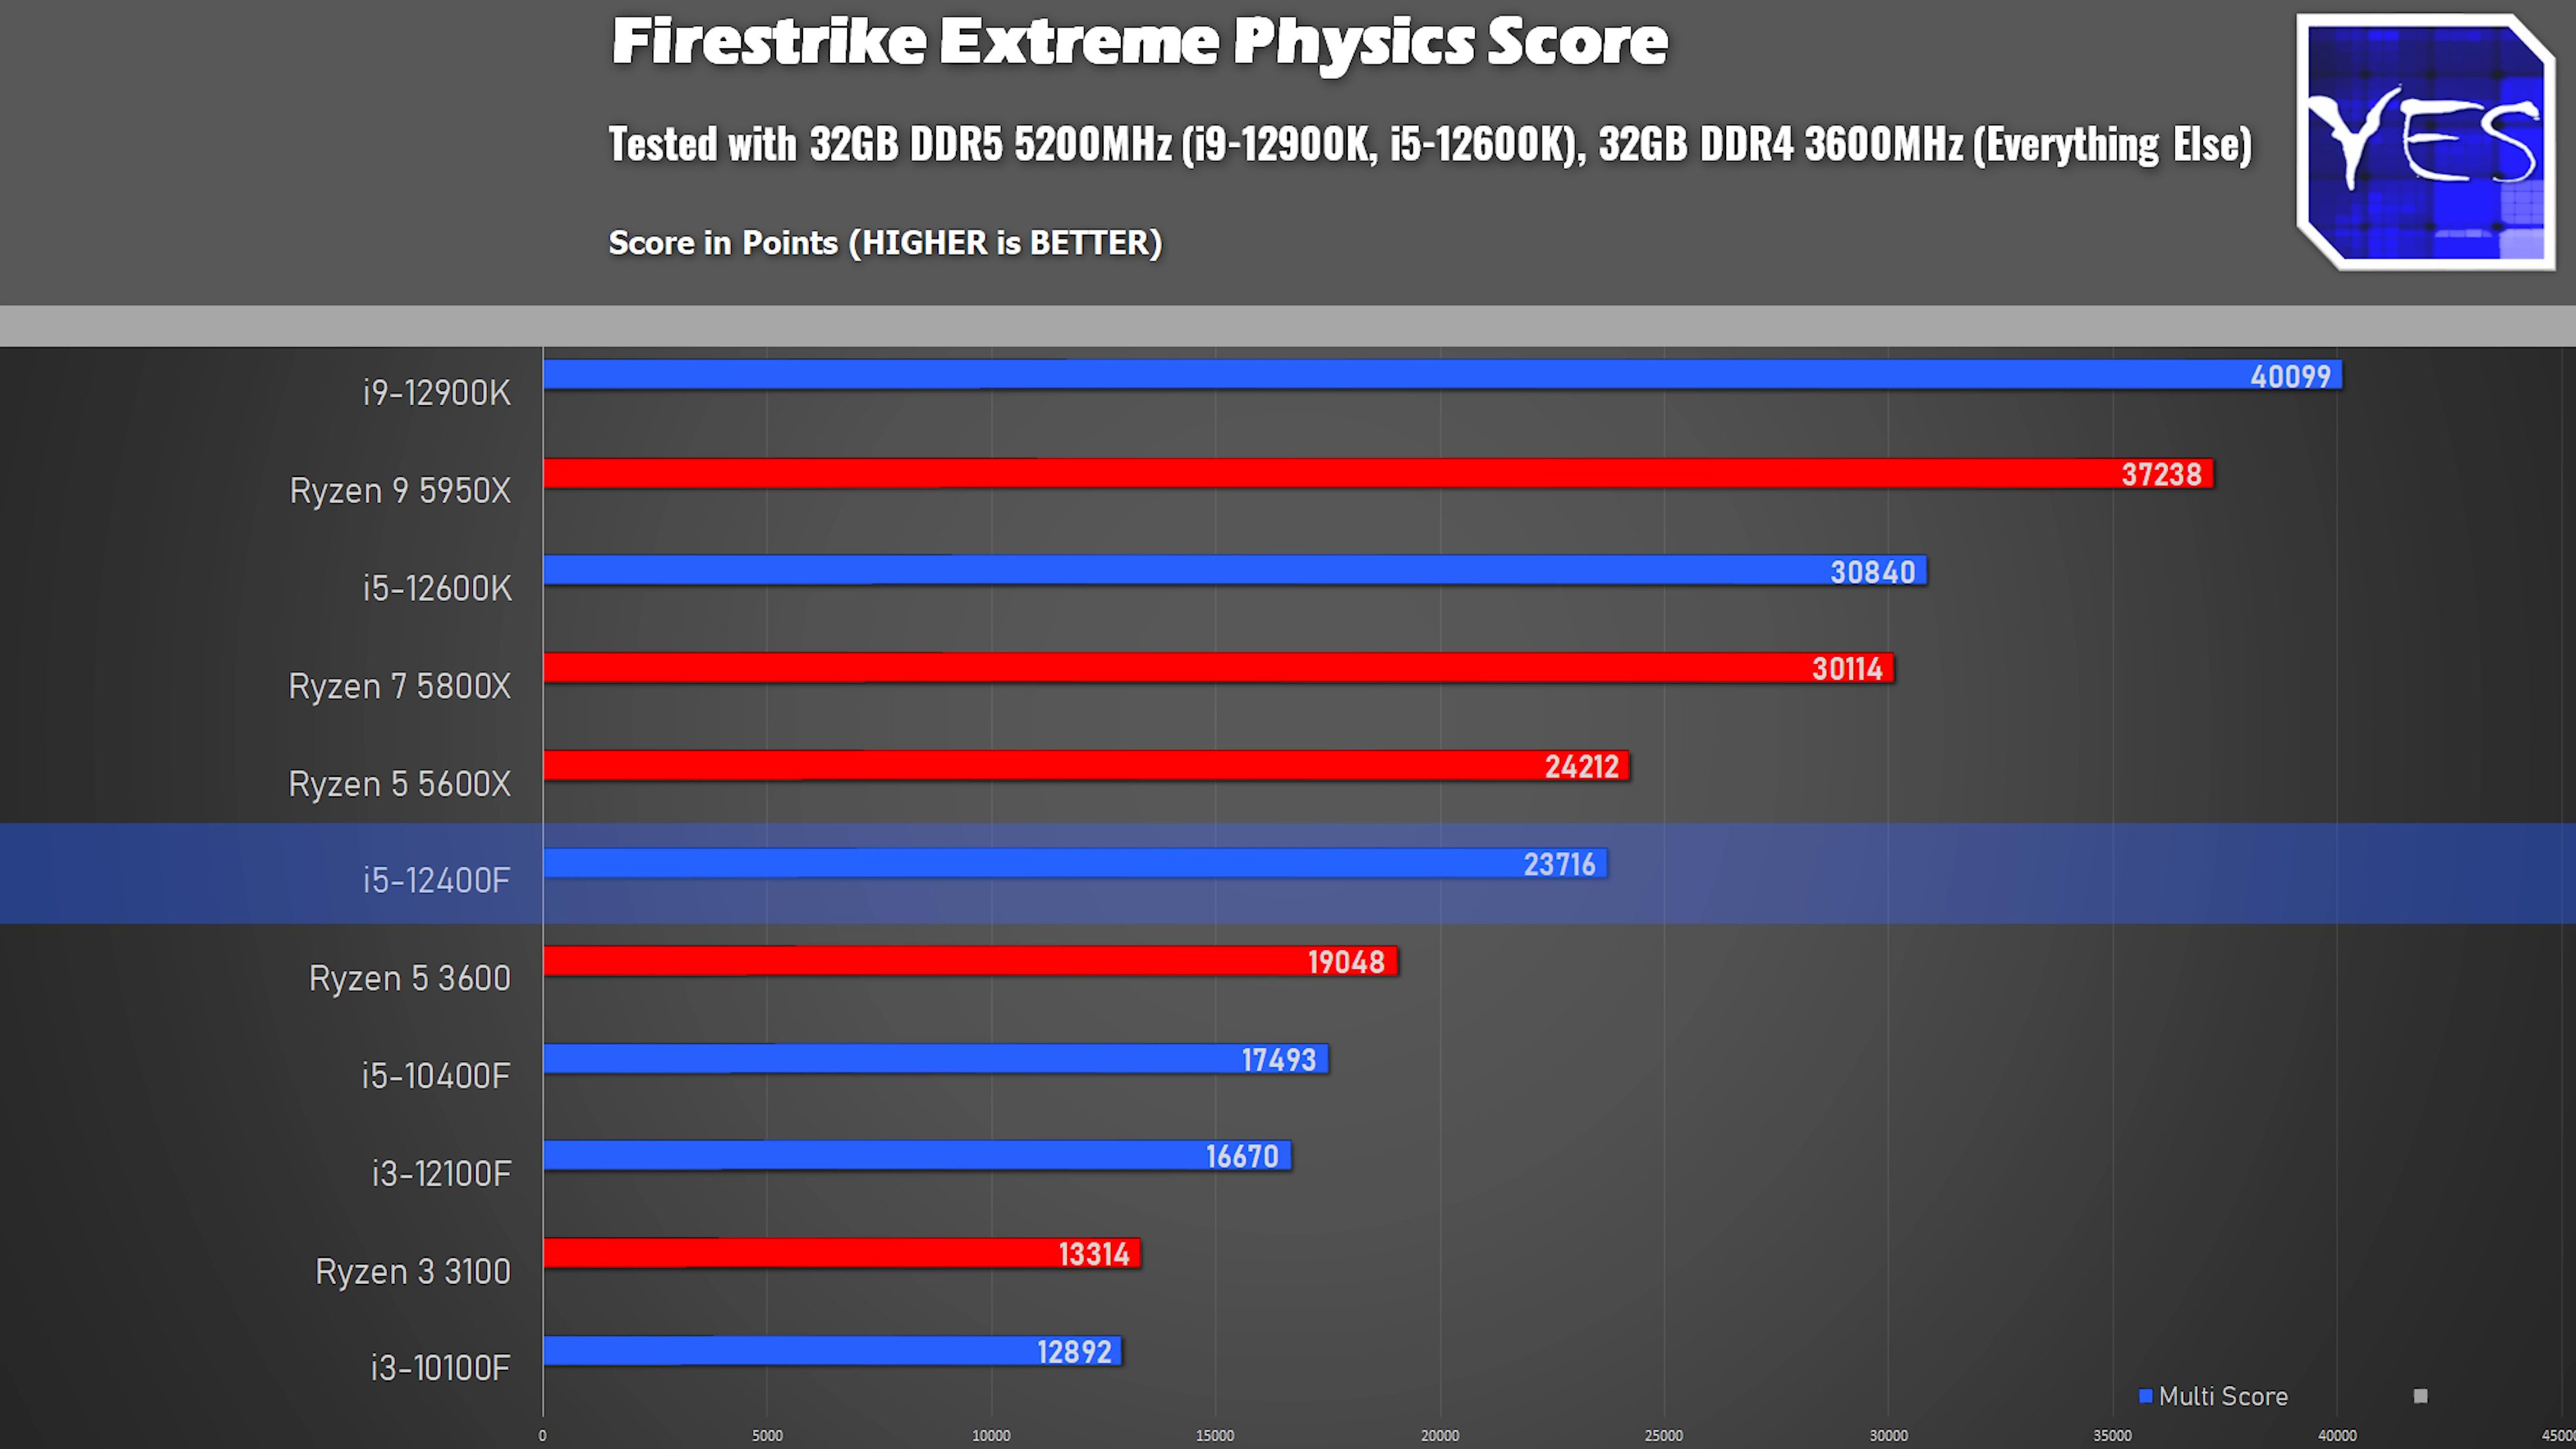 Firestrike Extreme Physics Score
YES
Tested with 32GB DDR5 5200MHz (i9-12900K, i5-12600K), 32GB DDR4 3600MHz (Everything Else)
Score in Points (HIGHER is BETTER)
i9-12900K 40099
Ryzen 9 5950X 37238
i5-12600K 30840
Ryzen 7 5800X 30114
Ryzen 5 5600X 24212
i5-12400F 23716
Ryzen 5 3600 19048
i5-10400F 17493
i3-12100F 16670
Ryzen 3 3100 13314
i3-10100F 12892
Multi Score
0 5000 10000 15000 20000 25000 30000 35000 40000 45000